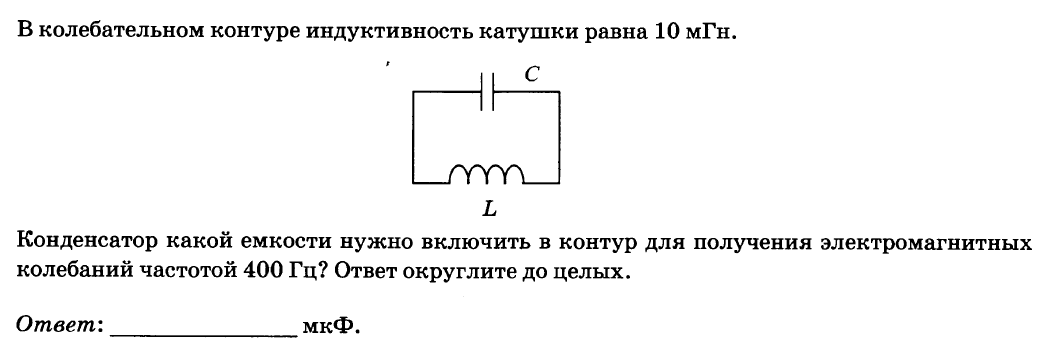 В колебательном контуре индуктивность катушки равна 10 мГн.
C
L
Конденсатор какой емкости нужно включить в контур для получения электромагнитных
колебаний частотой 400 Гц? Ответ округлите до целых.
Ответ: ________________ мкФ.